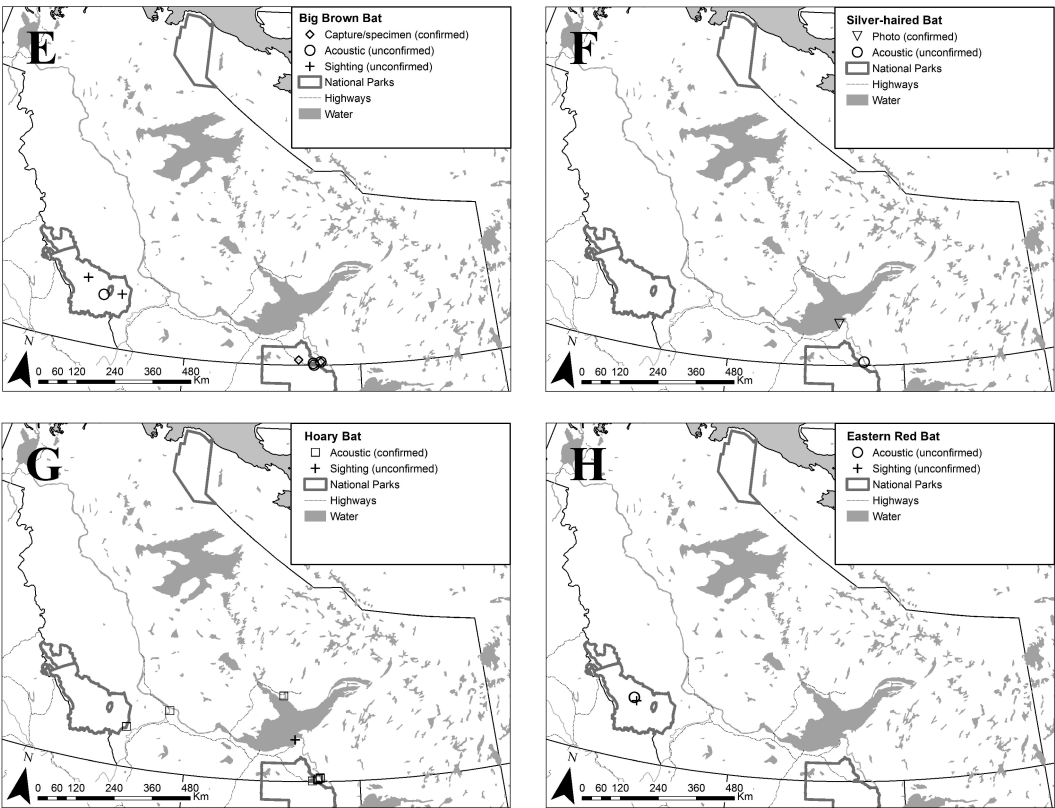 E
Big Brown Bat
Capture/specimen (confirmed)
Acoustic (unconfirmed)
Sighting (unconfirmed)
National Parks
Highways
Water
N
0 60 120 240 360 480
Km
F
Silver-haired Bat
Photo (confirmed)
Acoustic (unconfirmed)
National Parks
Highways
Water
N
0 60 120 240 360 480
Km
G
Hoary Bat
Acoustic (confirmed)
Sighting (unconfirmed)
National Parks
Highways
Water
N
0 60 120 240 360 480
Km
H
Eastern Red Bat
Acoustic (unconfirmed)
Sighting (unconfirmed)
National Parks
Highways
Water
N
0 60 120 240 360 480
Km